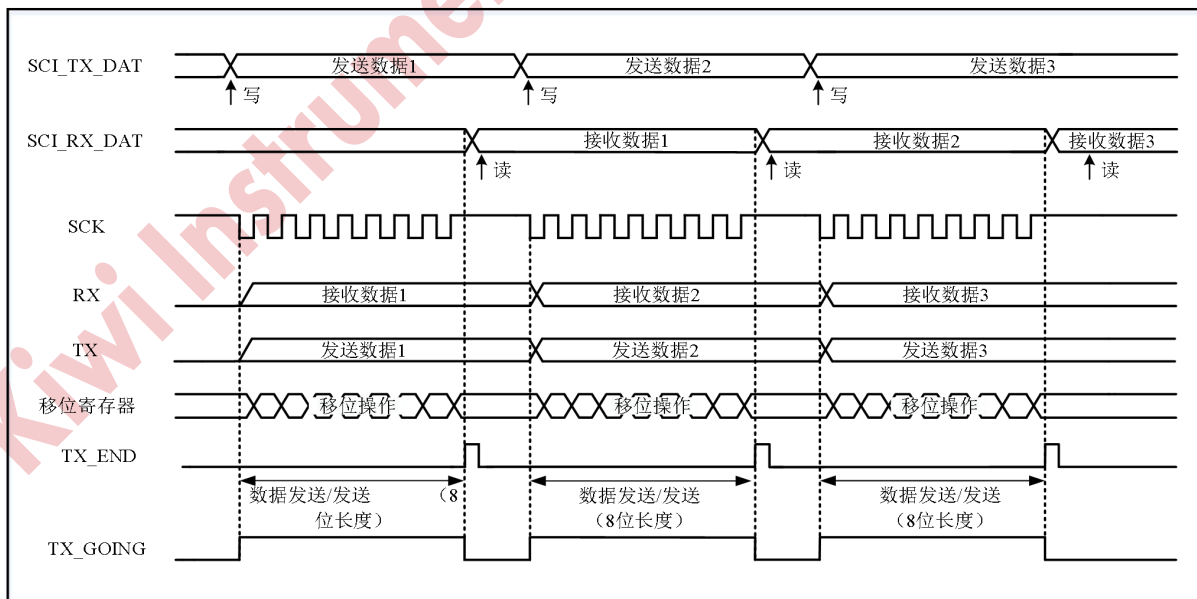 SCI_TX_DAT 发送数据1 发送数据2 发送数据3
写 写 写
SCI_RX_DAT 接收数据1 接收数据2 接收数据3
读 读 读
SCK
RX 接收数据1 接收数据2 接收数据3
TX 发送数据1 发送数据2 发送数据3
移位寄存器 移位操作 移位操作 移位操作
TX_END
数据发送/发送 （8 数据发送/发送 数据发送/发送
位长度） （8位长度） （8位长度）
TX_GOING
Kiwi Instrume